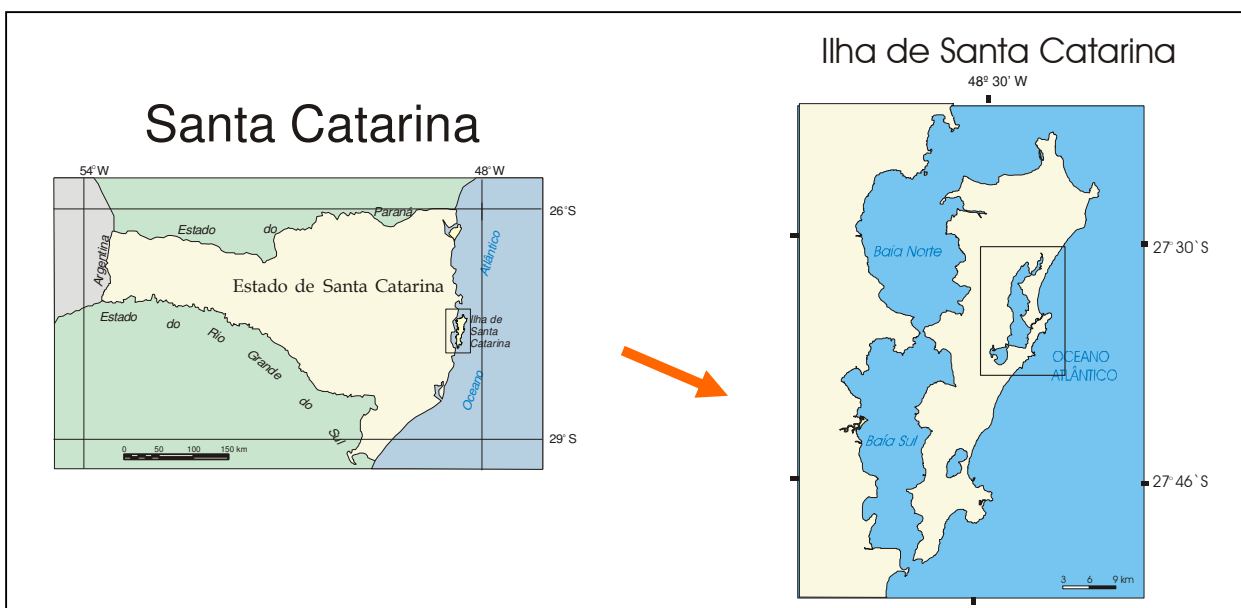 Santa Catarina
54°W
48°W
26°S
29°S
Estado do Paraná
Argentina
Estado de Santa Catarina
Estado do Rio Grande do Sul
Ilha de
Santa
Catarina
Oceano Atlântico
0 50 100 150 km
Ilha de Santa Catarina
48º 30' W
Baía Norte
27°30`S
OCEANO
ATLÂNTICO
Baía Sul
27°46`S
3 6 9 km